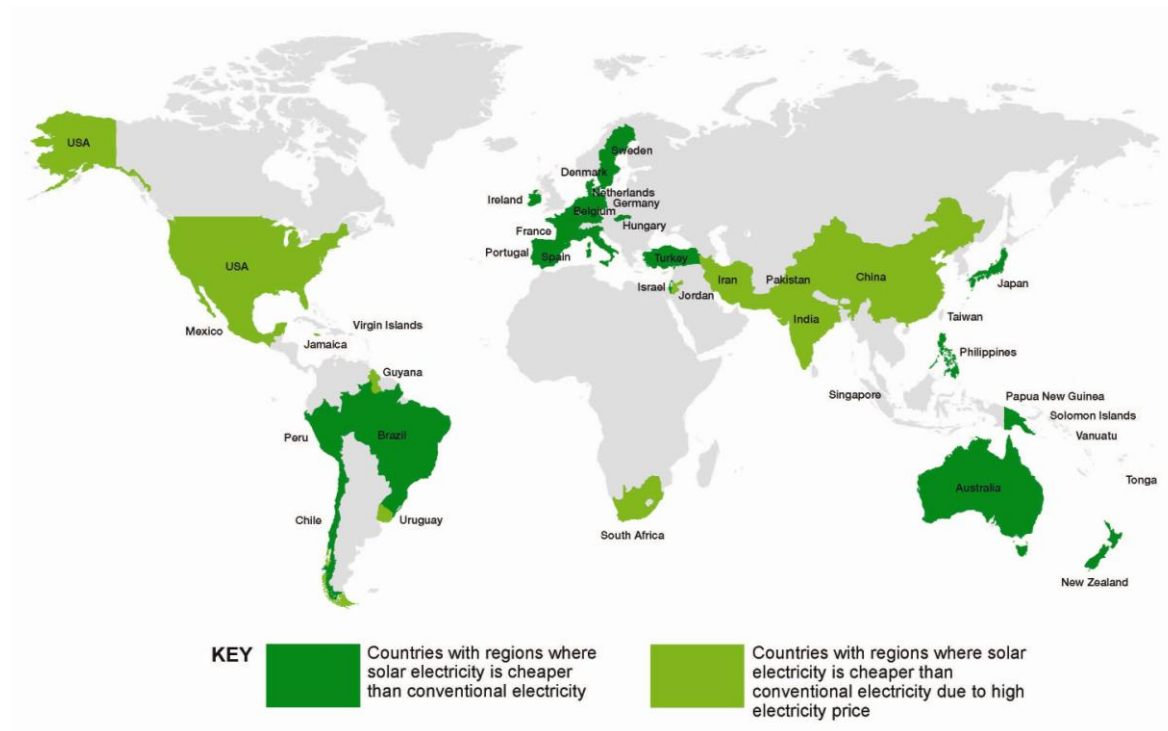 USA
Sweden
Denmark
Netherlands
Ireland
Germany
Belgium
Hungary
France
Portugal
Spain
Turkey
USA
Iran
Pakistan
China
Israel
Jordan
Japan
India
Taiwan
Mexico
Virgin Islands
Jamaica
Philippines
Guyana
Singapore
Papua New Guinea
Solomon Islands
Peru
Brazil
Vanuatu
Australia
Tonga
Chile
Uruguay
South Africa
New Zealand
KEY
Countries with regions where
solar electricity is cheaper
than conventional electricity
Countries with regions where solar
electricity is cheaper than
conventional electricity due to high
electricity price